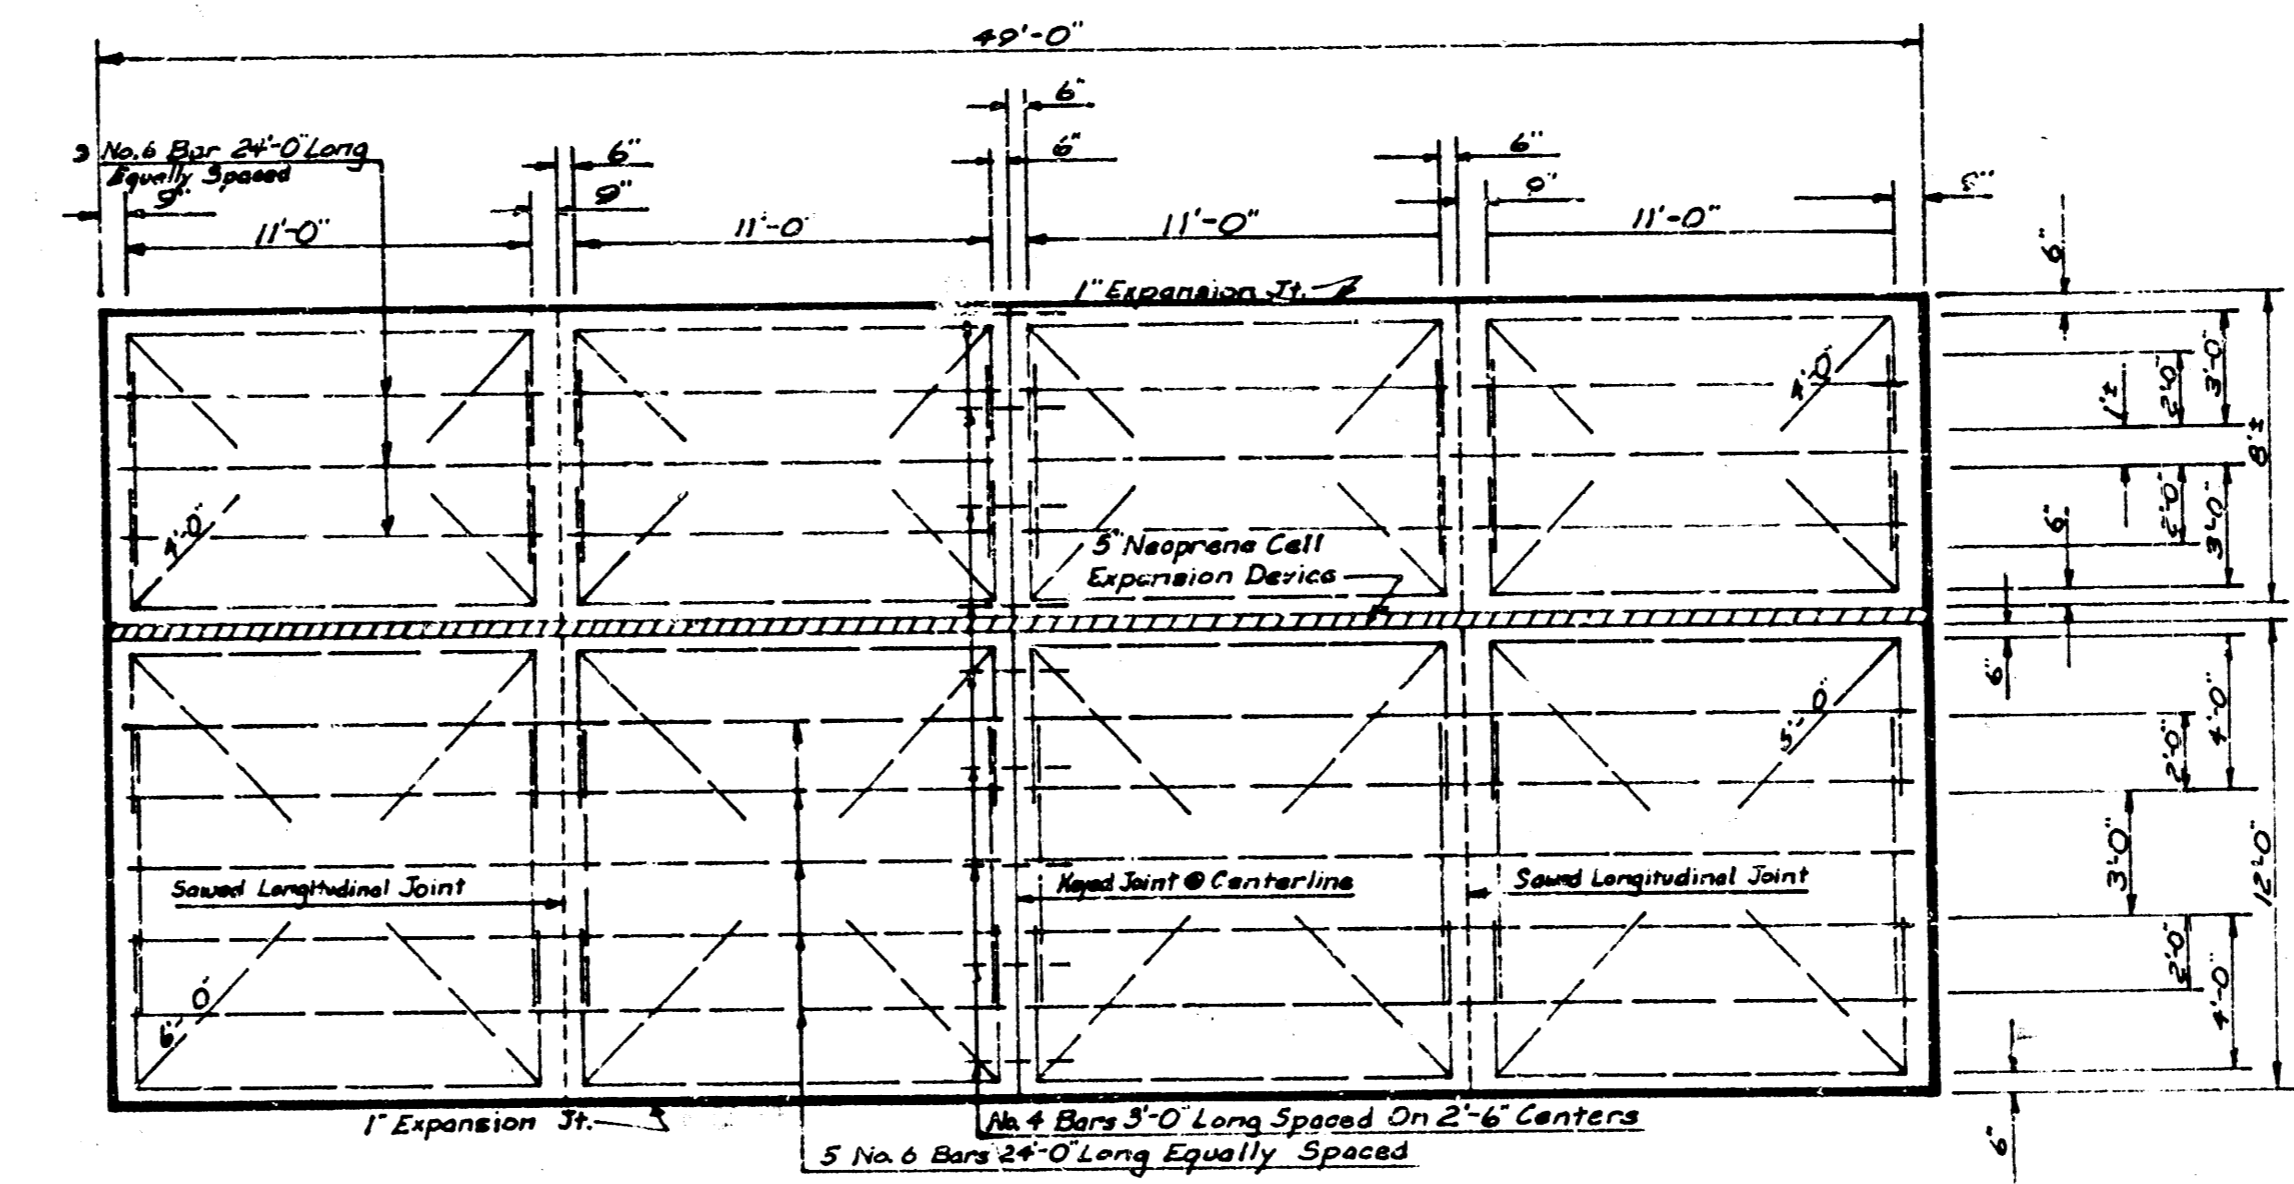 49'-0"
6"
6"
6"
6"
3 No. 6 Bar 24'-0" Long
Equally Spaced
9"
9"
9"
11'-0"
11'-0"
11'-0"
11'-0"
1" Expansion Jt.
6"
4'-0"
1'-
2'-0"
3'-0"
8'-
4'-0"
5" Neoprene Cell
Expansion Device
6"
2'-0"
3'-0"
6"
5'-0"
2'-0"
4'-0"
Sawed Longitudinal Joint
Keyed Joint @ Centerline
Sawed Longitudinal Joint
3'-0"
12'-0"
6'-0"
2'-0"
4'-0"
1" Expansion Jt.
No. 4 Bars 3'-0" Long Spaced On 2'-6" Centers
6"
5 No. 6 Bars 24'-0" Long Equally Spaced